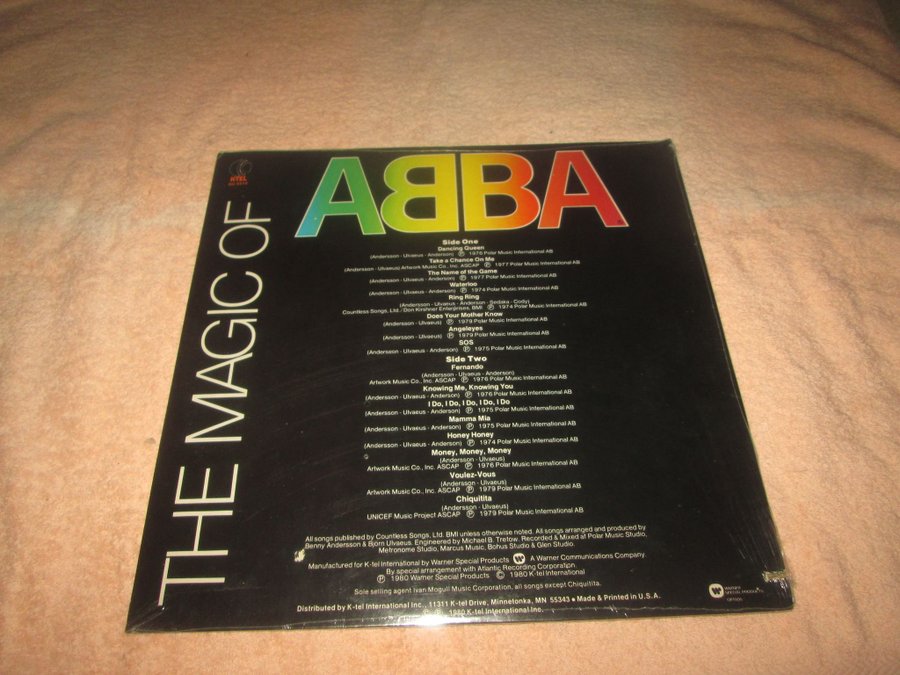 K-TEL
THE MAGIC OF
ABBA
Side One
Dancing Queen
(Andersson - Ulvaeus - Anderson) Ⓟ 1976 Polar Music International AB
Take a Chance On Me
(Andersson - Ulvaeus) Artwork Music Co., Inc. ASCAP Ⓟ 1977 Polar Music International AB
The Name of the Game
(Andersson - Ulvaeus - Anderson) Ⓟ 1977 Polar Music International AB
Waterloo
(Andersson - Ulvaeus - Anderson) Ⓟ 1974 Polar Music International AB
Ring Ring
(Andersson - Ulvaeus - Anderson - Sedaka - Cody)
Countless Songs, Ltd./Don Kirshner Enterprises, BMI Ⓟ 1974 Polar Music International AB
Does Your Mother Know
(Andersson - Ulvaeus) Ⓟ 1979 Polar Music International AB
Angeleyes
(Andersson - Ulvaeus) Ⓟ 1979 Polar Music International AB
SOS
(Andersson - Ulvaeus - Anderson) Ⓟ 1975 Polar Music International AB
Side Two
Fernando
(Andersson - Ulvaeus - Anderson)
Artwork Music Co., Inc. ASCAP Ⓟ 1976 Polar Music International AB
Knowing Me, Knowing You
(Andersson - Ulvaeus - Anderson) Ⓟ 1976 Polar Music International AB
I Do, I Do, I Do, I Do, I Do
(Andersson - Ulvaeus - Anderson) Ⓟ 1975 Polar Music International AB
Mamma Mia
(Andersson - Ulvaeus - Anderson) Ⓟ 1975 Polar Music International AB
Honey Honey
(Andersson - Ulvaeus - Anderson) Ⓟ 1974 Polar Music International AB
Money, Money, Money
(Andersson - Ulvaeus)
Artwork Music Co., Inc. ASCAP Ⓟ 1976 Polar Music International AB
Voulez-Vous
(Andersson - Ulvaeus)
Artwork Music Co., Inc. ASCAP Ⓟ 1979 Polar Music International AB
Chiquitita
(Andersson - Ulvaeus)
UNICEF Music Project ASCAP Ⓟ 1979 Polar Music International AB
All songs published by Countless Songs, Ltd. BMI unless otherwise noted. All songs arranged and produced by
Benny Andersson & Björn Ulvaeus. Engineered by Michael B. Tretow. Recorded & Mixed at Polar Music Studio,
Metronome Studio, Marcus Music, Bohus Studio & Glen Studio
Manufactured for K-tel International by Warner Special Products A Warner Communications Company.
By special arrangement with Atlantic Recording Corporation.
Ⓟ 1980 Warner Special Products © 1980 K-tel International
Sole selling agent Ivan Mogull Music Corporation, all songs except Chiquitita.
Distributed by K-tel International Inc., 11311 K-tel Drive, Minnetonka, MN 55343 ● Made & Printed in U.S.A.
Ⓒ Ⓟ 1980 K-tel International Inc.
WARNER
SPECIAL PRODUCTS